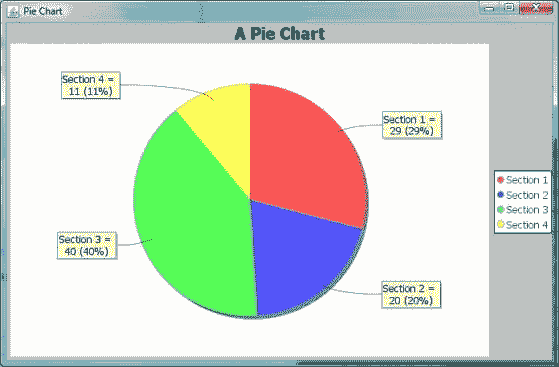 Pie Chart
A Pie Chart
Section 4 =
11 (11%)
Section 1 =
29 (29%)
Section 3 =
40 (40%)
Section 2 =
20 (20%)
Section 1
Section 2
Section 3
Section 4